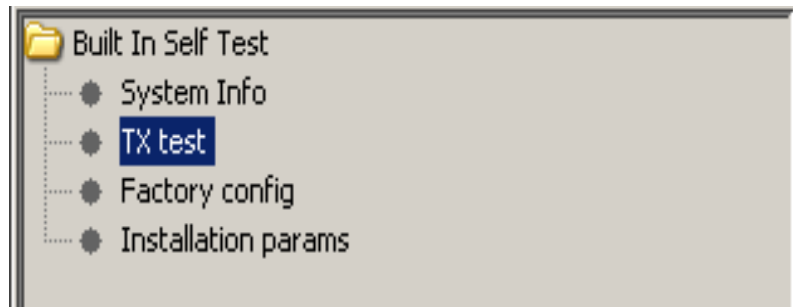 Built In Self Test
System Info
TX test
Factory config
Installation params